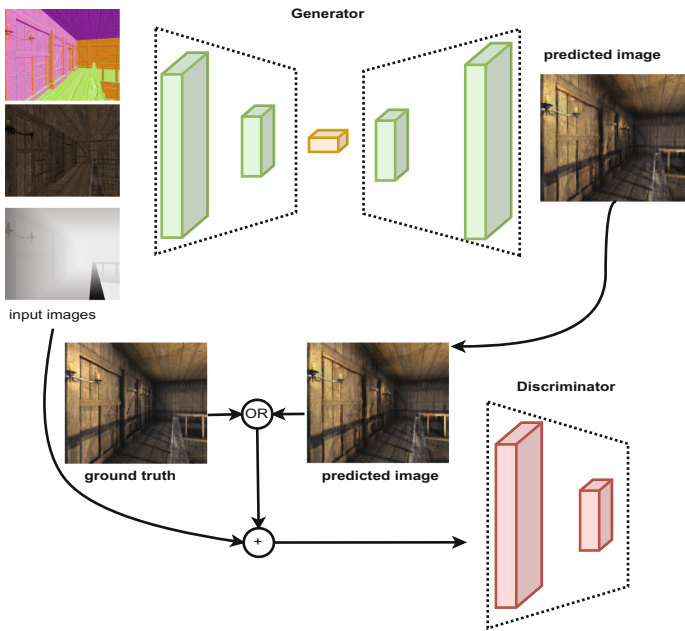 Generator
predicted image
input images
OR
Discriminator
ground truth
predicted image
+